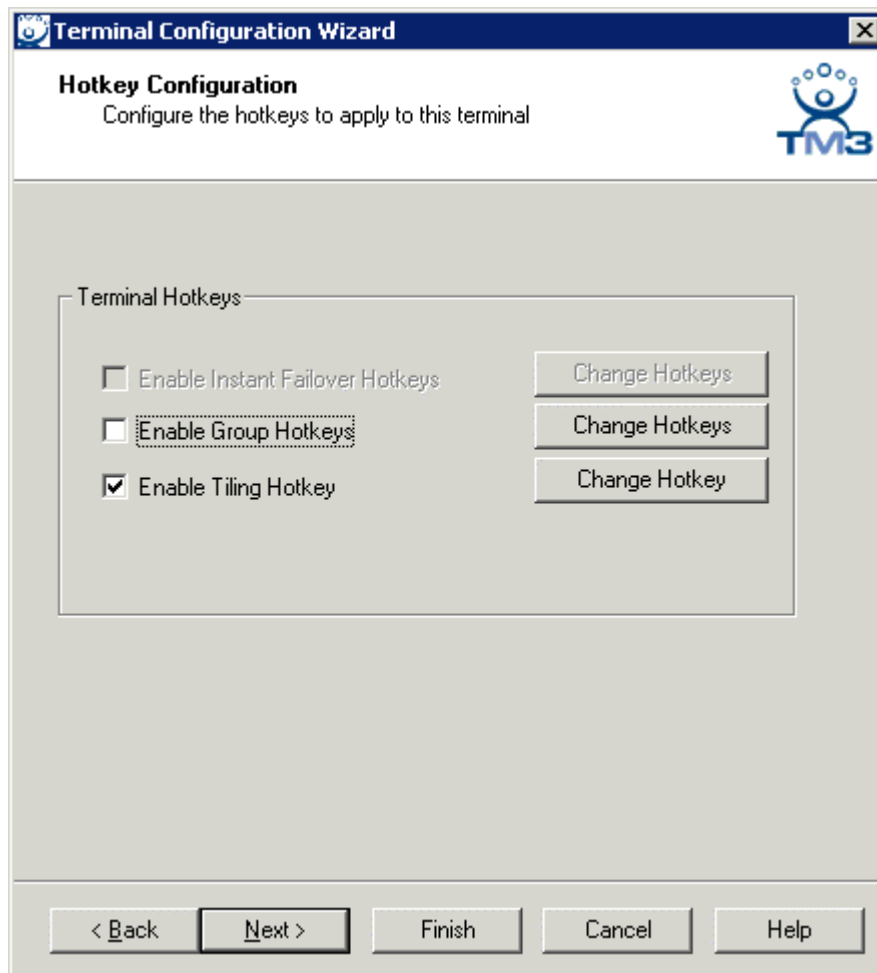 Terminal Configuration Wizard
Hotkey Configuration
Configure the hotkeys to apply to this terminal
TM3
Terminal Hotkeys
Enable Instant Failover Hotkeys Change Hotkeys
Enable Group Hotkeys Change Hotkeys
Enable Tiling Hotkey Change Hotkey
< Back Next > Finish Cancel Help